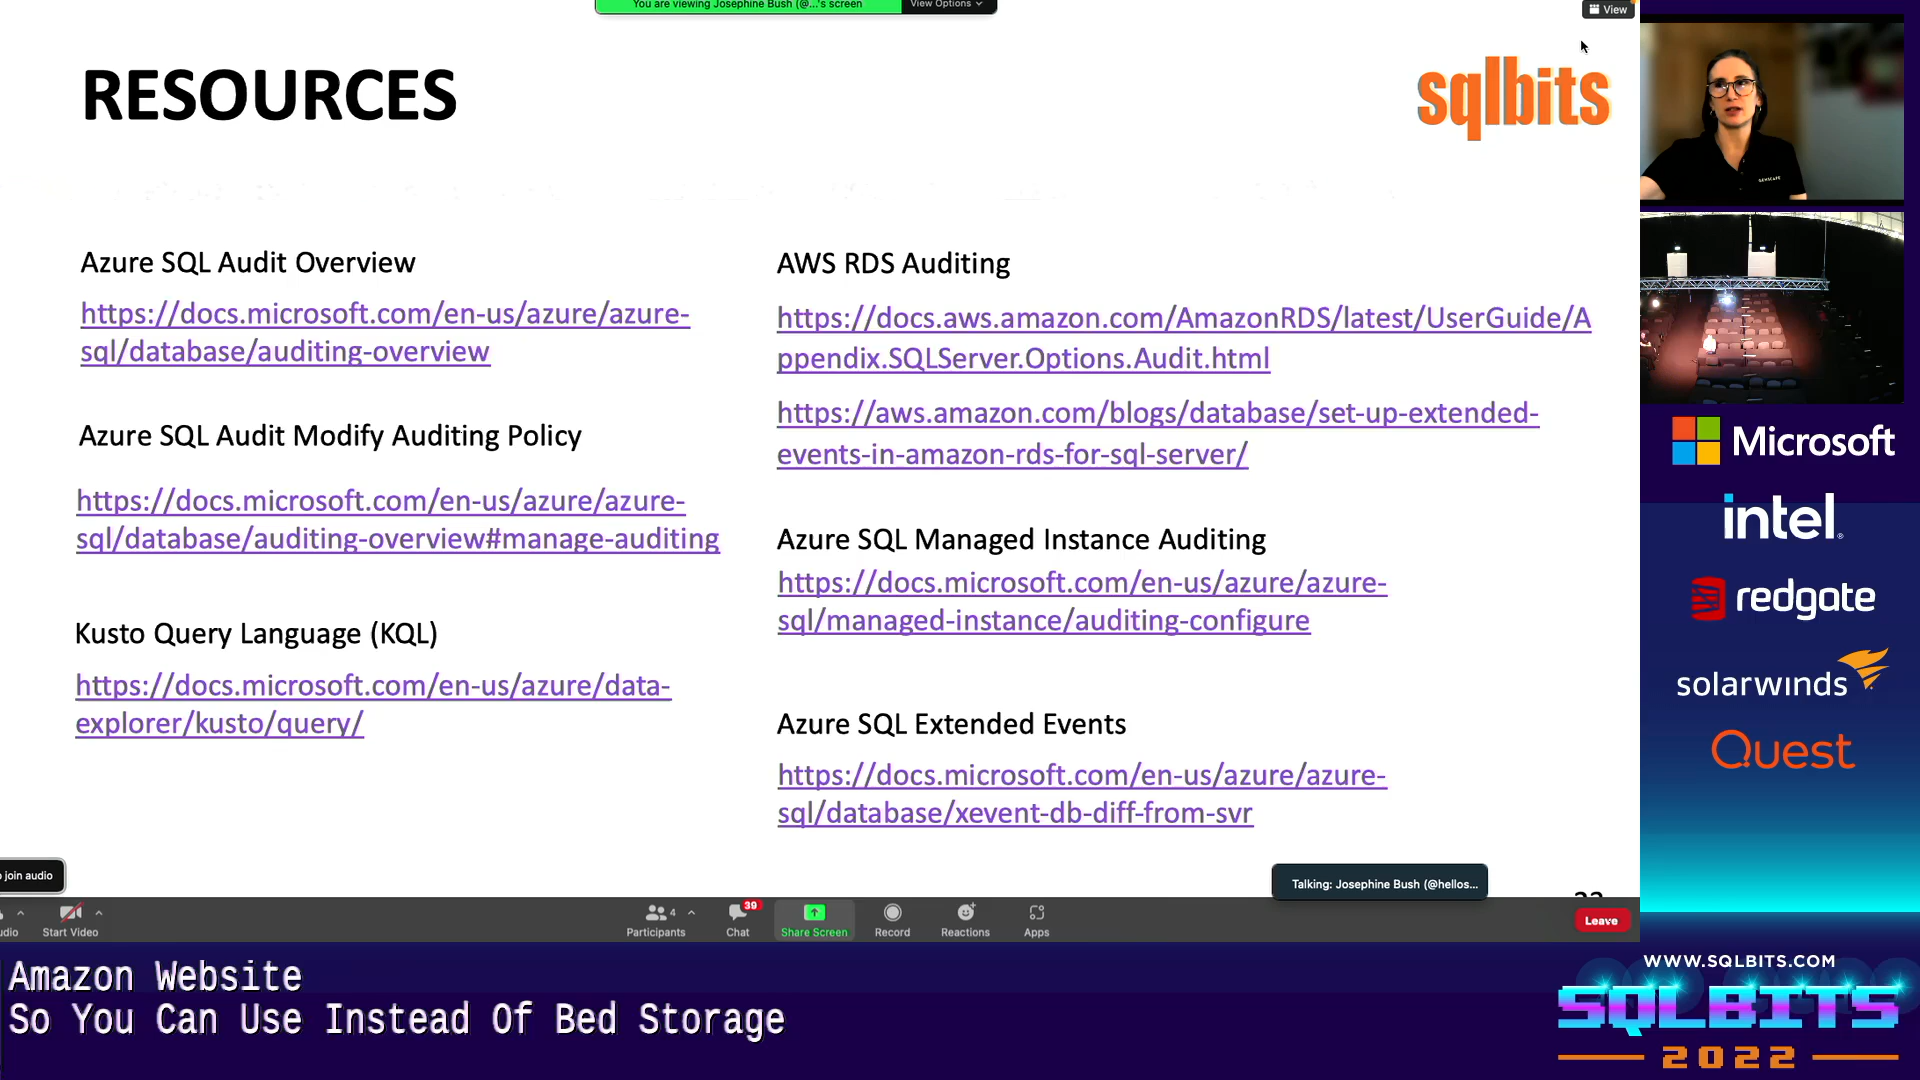 You are viewing Josephine Bush (@...'s screen
View Options
View
RESOURCES
sqlbits
Azure SQL Audit Overview
https://docs.microsoft.com/en-us/azure/azure-
sql/database/auditing-overview
Azure SQL Audit Modify Auditing Policy
https://docs.microsoft.com/en-us/azure/azure-
sql/database/auditing-overview#manage-auditing
Kusto Query Language (KQL)
https://docs.microsoft.com/en-us/azure/data-
explorer/kusto/query/
AWS RDS Auditing
https://docs.aws.amazon.com/AmazonRDS/latest/UserGuide/A
ppendix.SQLServer.Options.Audit.html
https://aws.amazon.com/blogs/database/set-up-extended-
events-in-amazon-rds-for-sql-server/
Azure SQL Managed Instance Auditing
https://docs.microsoft.com/en-us/azure/azure-
sql/managed-instance/auditing-configure
Azure SQL Extended Events
https://docs.microsoft.com/en-us/azure/azure-
sql/database/xevent-db-diff-from-svr
Microsoft
intel.
redgate
solarwinds
Quest
join audio
Talking: Josephine Bush (@hellos...
Start Video
4
Participants
39
Chat
Share Screen
Record
Reactions
Apps
Leave
Amazon Website
So You Can Use Instead Of Bed Storage
WWW.SQLBITS.COM
SQLBITS
2022